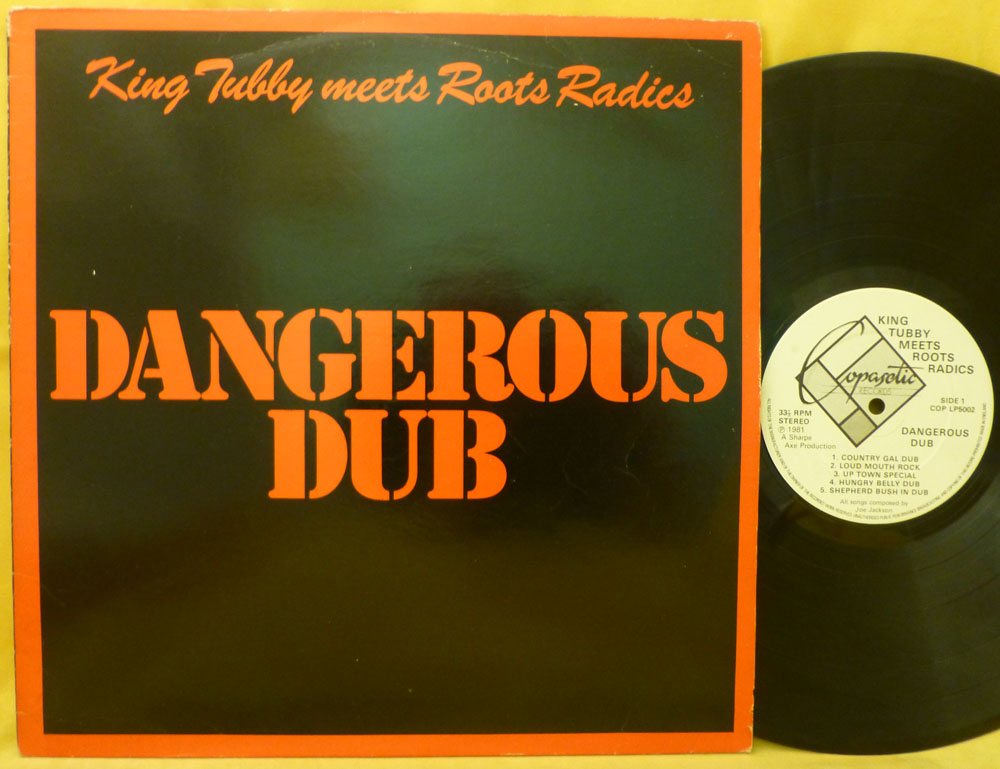 King Tubby meets Roots Radics
DANGEROUS
DUB
KING
TUBBY
MEETS
ROOTS
RADICS
Copasetic
RECORDS
SIDE 1
COP LP5002
33⅓ RPM
STEREO
℗ 1981
A Sharpe
Axe Production
DANGEROUS
DUB
1. COUNTRY GAL DUB
2. LOUD MOUTH ROCK
3. UP TOWN SPECIAL
4. HUNGRY BELLY DUB
5. SHEPHERD BUSH IN DUB
All songs composed by
Joe Jackson